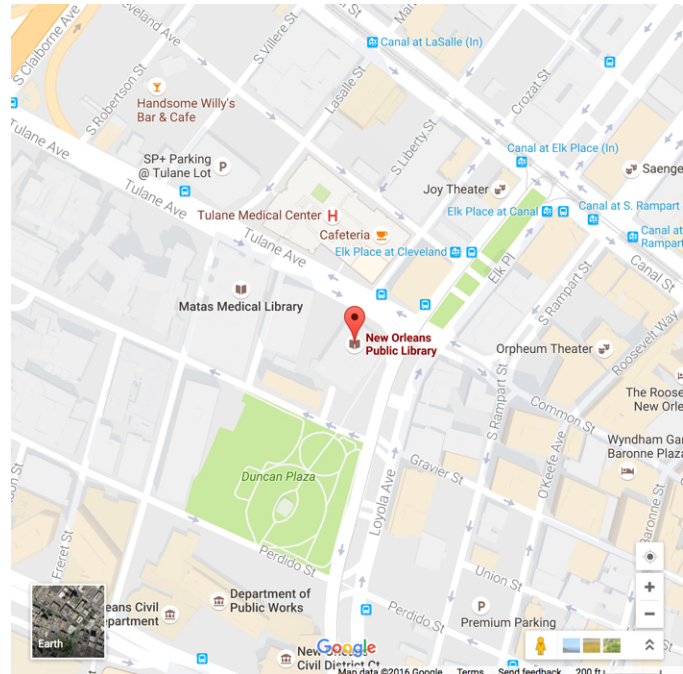 S Claiborne Ave
Cleveland Ave
S Villere St
Canal at LaSalle (In)
S Robertson St
Lasalle St
Crozat St
Handsome Willy's
Bar & Cafe
S Liberty St
Tulane Ave
SP+ Parking
@ Tulane Lot
Canal at Elk Place (In)
Saenge
Joy Theater
Tulane Ave
Tulane Medical Center
Elk Place at Canal
Canal at S. Rampart
Cafeteria
Tulane Ave
Elk Place at Cleveland
Canal at
Rampart
Elk Pl
Canal St
Matas Medical Library
S Rampart St
Roosevelt Way
New Orleans
Public Library
Orpheum Theater
The Roose
New Orle
Common St
S Rampart St
O'Keefe Ave
Wyndham Gar
Baronne Plaza
Duncan Plaza
Gravier St
Loyola Ave
Baronne St
Freret St
Perdido St
Union St
Earth
eans Civil
epartment
Department of
Public Works
Perdido St
Premium Parking
New Orleans
Civil District Ct
Google
Map data ©2016 Google Terms Send feedback 200 ft